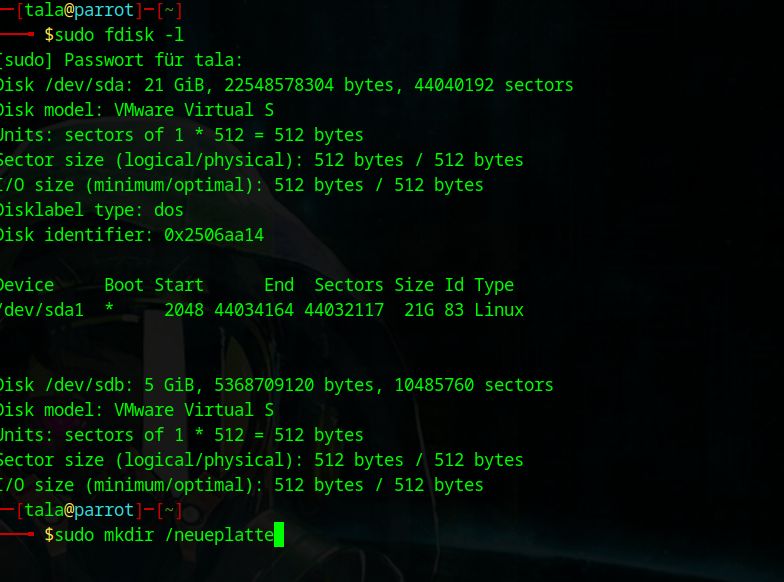 [tala@parrot]─[~]
$sudo fdisk -l
[sudo] Passwort für tala:
Disk /dev/sda: 21 GiB, 22548578304 bytes, 44040192 sectors
Disk model: VMware Virtual S
Units: sectors of 1 * 512 = 512 bytes
Sector size (logical/physical): 512 bytes / 512 bytes
I/O size (minimum/optimal): 512 bytes / 512 bytes
Disklabel type: dos
Disk identifier: 0x2506aa14
Device Boot Start End Sectors Size Id Type
/dev/sda1 * 2048 44034164 44032117 21G 83 Linux
Disk /dev/sdb: 5 GiB, 5368709120 bytes, 10485760 sectors
Disk model: VMware Virtual S
Units: sectors of 1 * 512 = 512 bytes
Sector size (logical/physical): 512 bytes / 512 bytes
I/O size (minimum/optimal): 512 bytes / 512 bytes
[tala@parrot]─[~]
$sudo mkdir /neueplatte